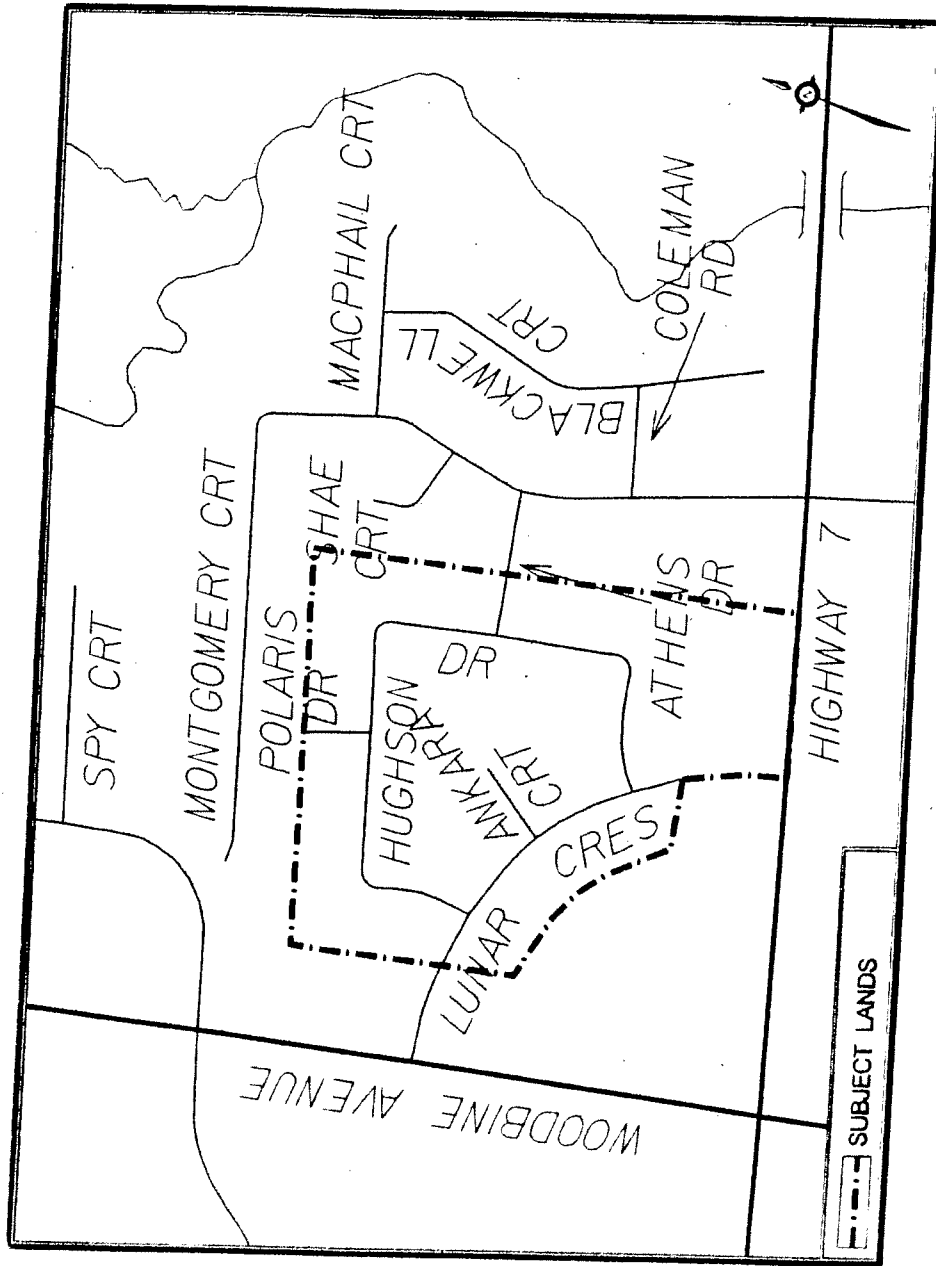 SPY CRT
MONTGOMERY CRT
MACPHAIL CRT
POLARIS
DR
SHAE
CRT
BLACKWELL
CRT
COLEMAN
RD
HUGHSON
DR
ANKARA
CRT
ATHENS
DR
LUNAR
CRES
WOODBINE AVENUE
HIGHWAY 7
SUBJECT LANDS